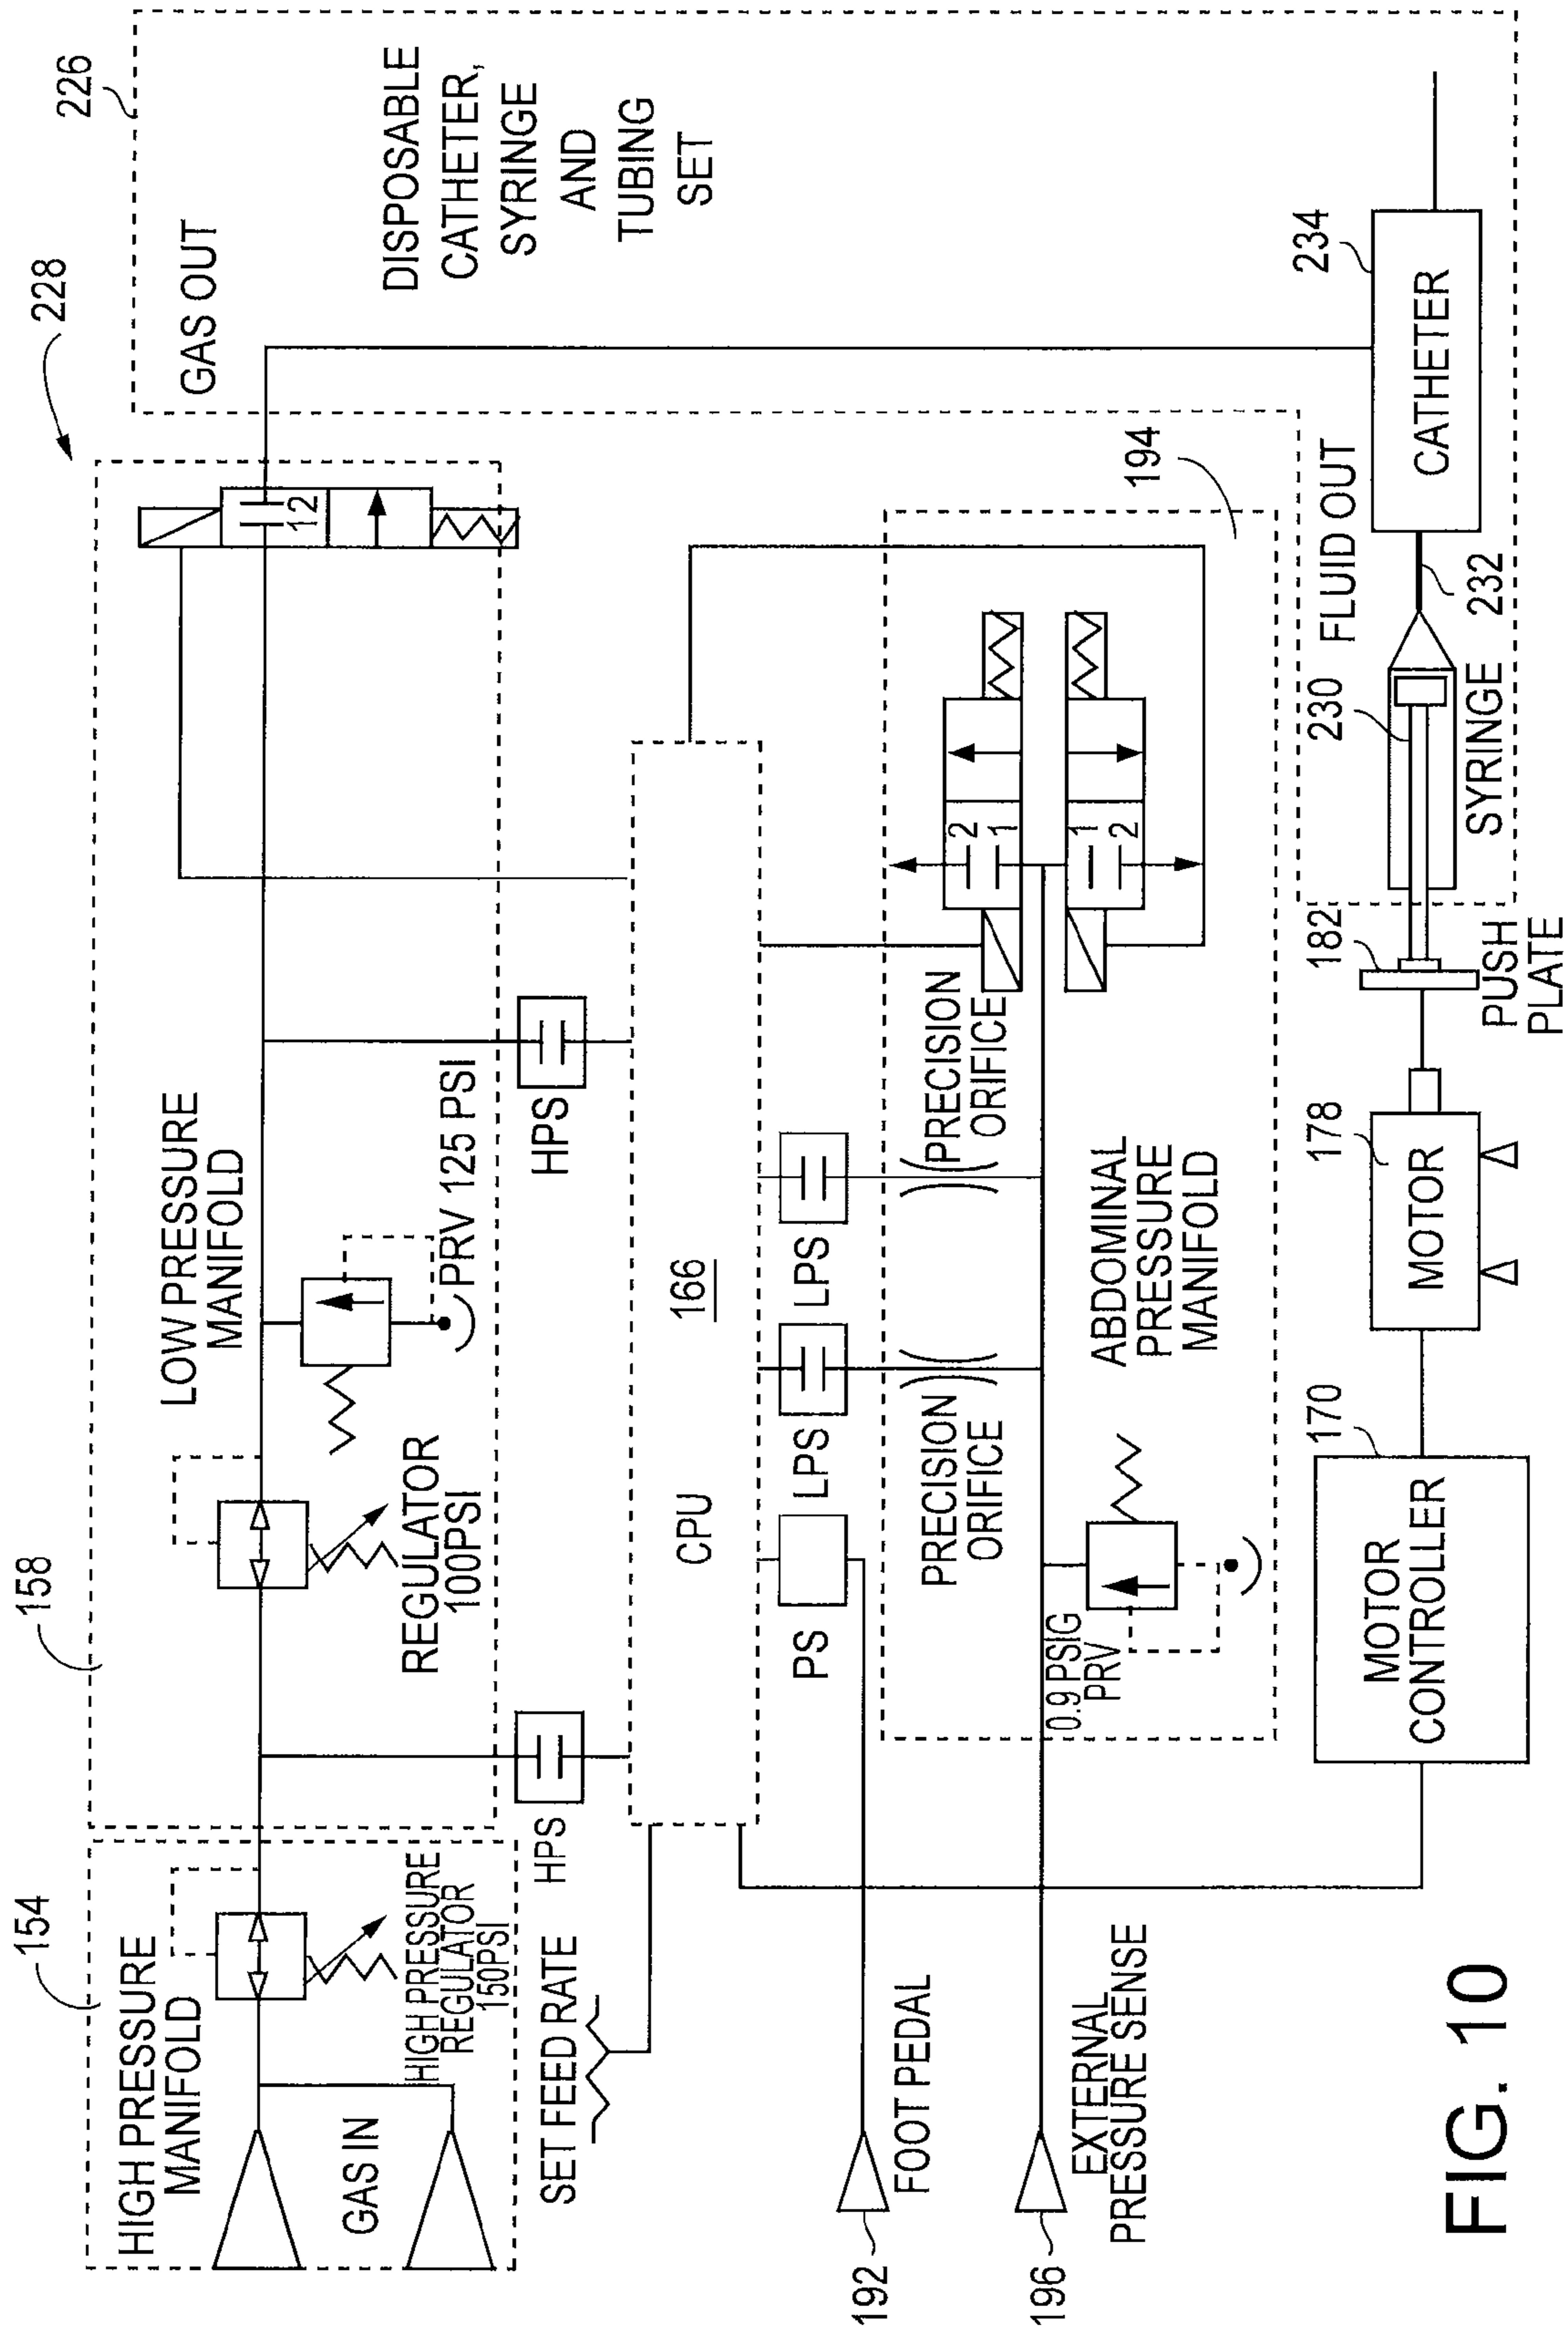 154
158
228
226
HIGH PRESSURE
MANIFOLD
GAS IN
HIGH PRESSURE
REGULATOR
150PSI
LOW PRESSURE
MANIFOLD
REGULATOR
100PSI
PRV 125 PSI
12
GAS OUT
DISPOSABLE
CATHETER,
SYRINGE
AND
TUBING
SET
HPS
HPS
SET FEED RATE
CPU
166
PS
LPS
LPS
PRECISION
ORIFICE
PRECISION
ORIFICE
2
1
1
2
194
0.9 PSIG
PRV
ABDOMINAL
PRESSURE
MANIFOLD
192
FOOT PEDAL
196
EXTERNAL
PRESSURE SENSE
170
MOTOR
CONTROLLER
178
MOTOR
182
PUSH
PLATE
230
SYRINGE
FLUID OUT
232
234
CATHETER
FIG. 10